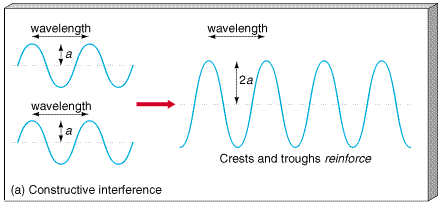 wavelength
a
wavelength
a
wavelength
2a
Crests and troughs reinforce
(a) Constructive interference